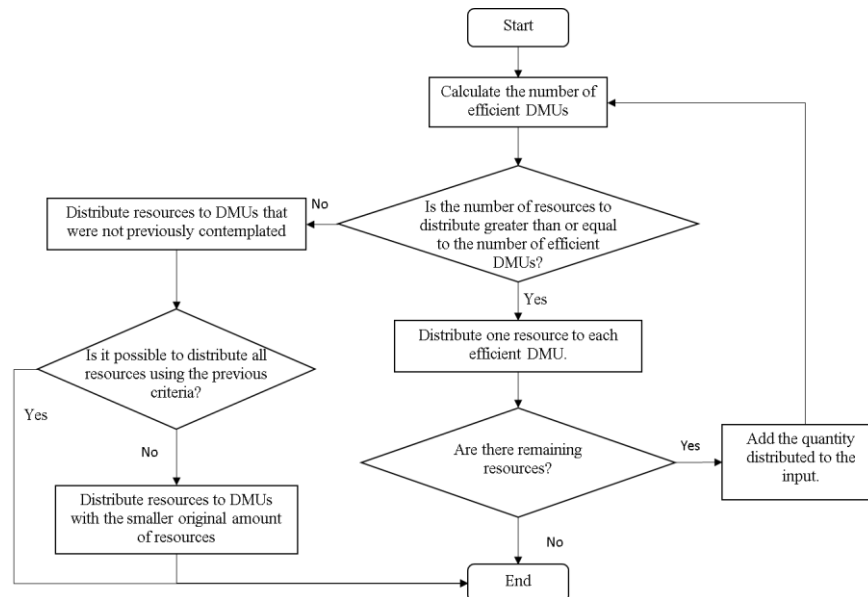 Start
Calculate the number of
efficient DMUs
Is the number of resources to
distribute greater than or equal
to the number of efficient
DMUs?
No
Distribute resources to DMUs that
were not previously contemplated
Yes
Distribute one resource to each
efficient DMU.
Is it possible to distribute all
resources using the previous
criteria?
Yes
No
Are there remaining
resources?
Yes
Add the quantity
distributed to the
input.
Distribute resources to DMUs
with the smaller original amount
of resources
No
End